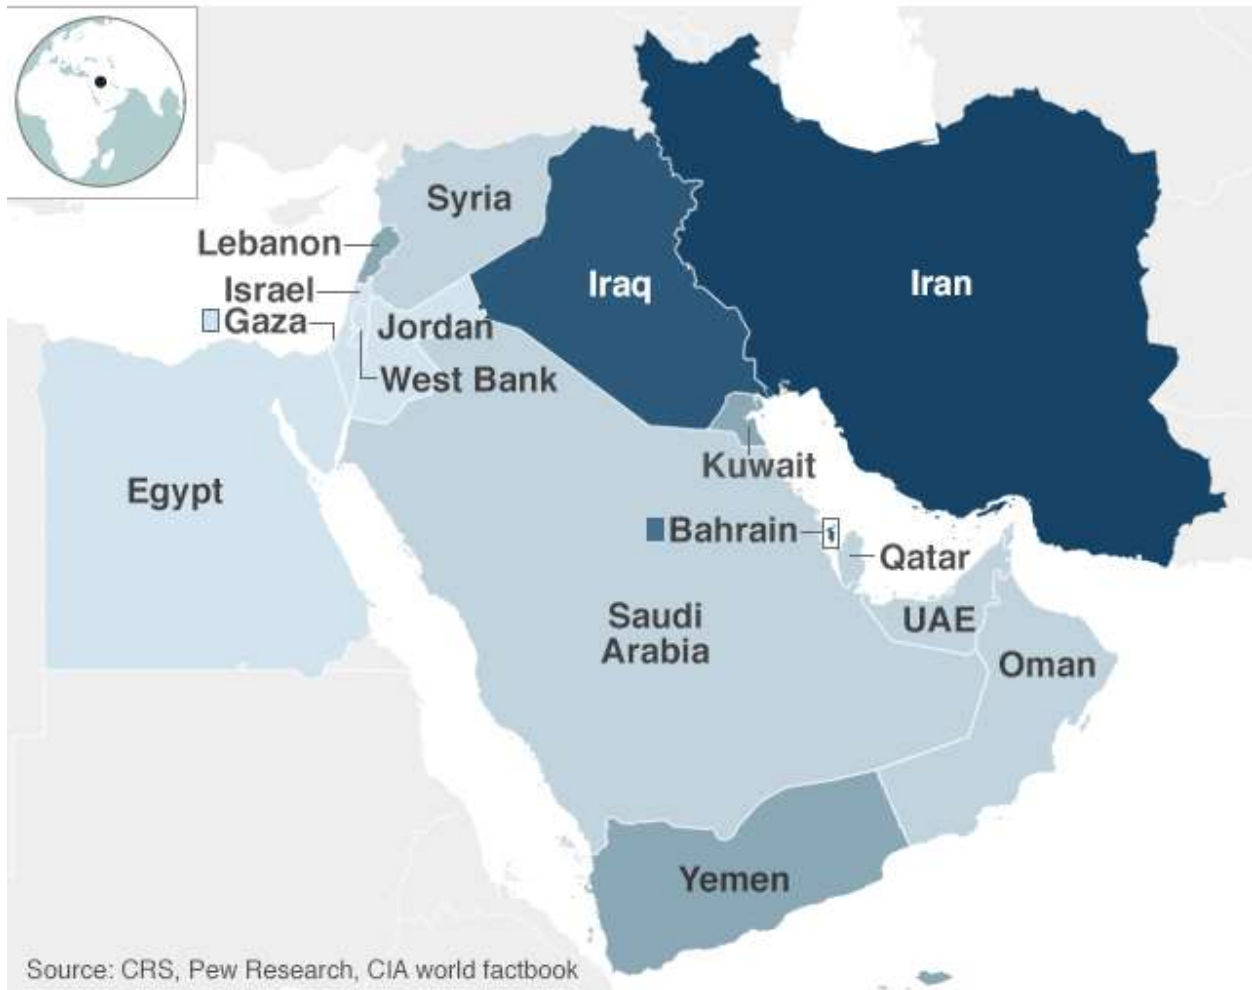 Syria
Lebanon
Iraq
Iran
Israel
Gaza
Jordan
West Bank
Kuwait
Egypt
Bahrain
Qatar
Saudi
Arabia
UAE
Oman
Yemen
Source: CRS, Pew Research, CIA world factbook